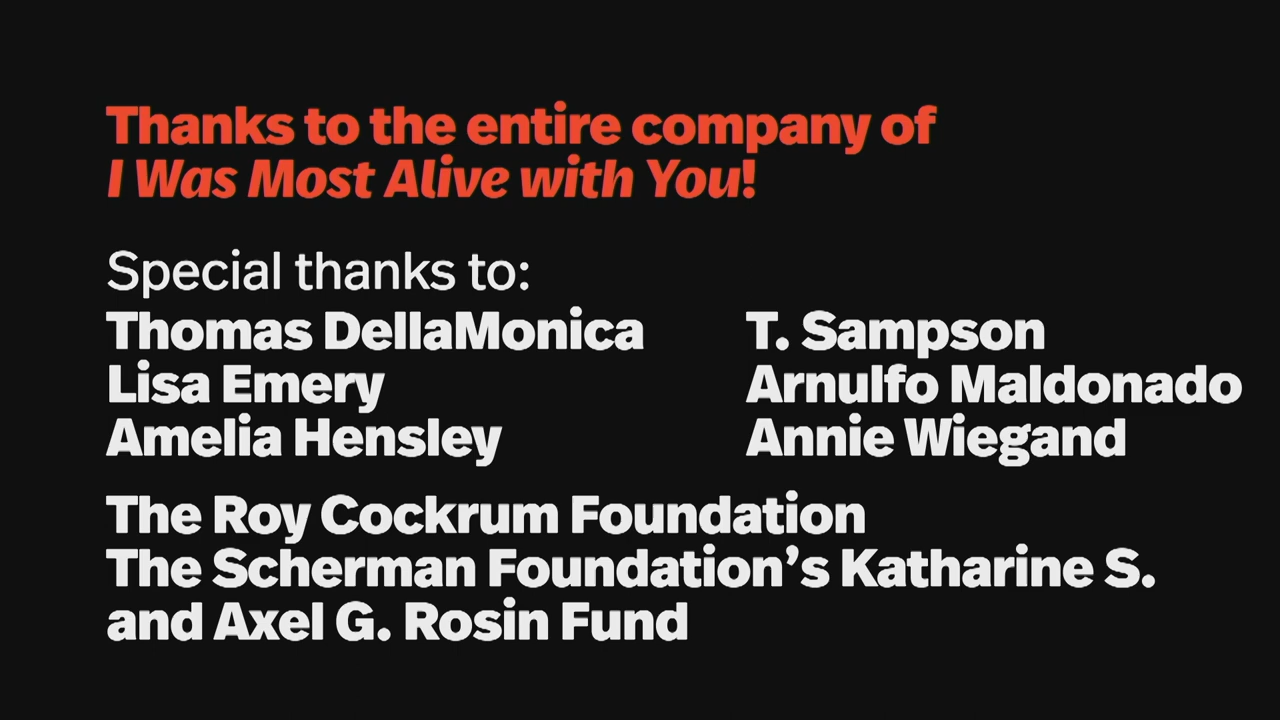 Thanks to the entire company of
I Was Most Alive with You!
Special thanks to:
Thomas DellaMonica
Lisa Emery
Amelia Hensley
T. Sampson
Arnulfo Maldonado
Annie Wiegand
The Roy Cockrum Foundation
The Scherman Foundation’s Katharine S.
and Axel G. Rosin Fund